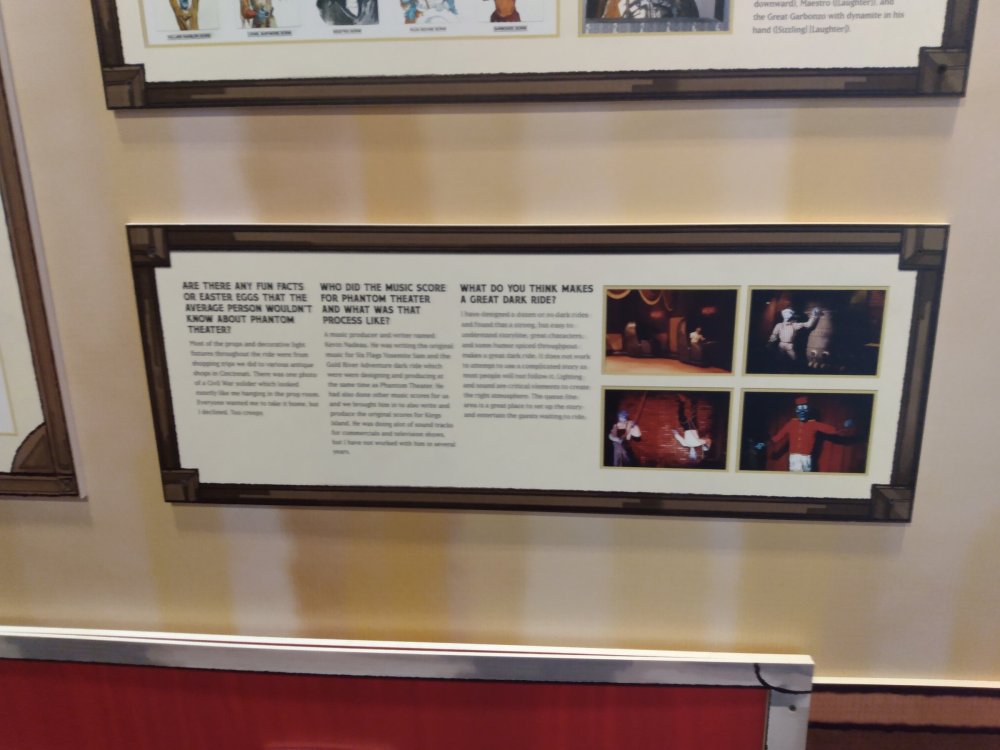 downward), Maestro ([Laughter]), and
the Great Garbonzo with dynamite in his
hand ([Sizzling] [Laughter]).
ARE THERE ANY FUN FACTS
OR EASTER EGGS THAT THE
AVERAGE PERSON WOULDN'T
KNOW ABOUT PHANTOM
THEATER?
Most of the props and decorative light
fixtures throughout the ride were from
shopping trips we did to various antique
shops in Cincinnati. There was one photo
of a Civil War soldier which looked
exactly like me hanging in the prop room.
Everyone wanted me to take it home, but
I declined. Too creepy.
WHO DID THE MUSIC SCORE
FOR PHANTOM THEATER
AND WHAT WAS THAT
PROCESS LIKE?
A music producer and writer named
Kevin Nadeau. He was writing the original
music for Six Flags Yosemite Sam and the
Gold River Adventure dark ride which
were were designing and producing at
the same time as Phantom Theater. He
had also done other music scores for us
and we brought him in to also write and
produce the original scores for Kings
Island. He was doing alot of sound tracks
for commercials and television shows,
but I have not worked with him in several
years.
WHAT DO YOU THINK MAKES
A GREAT DARK RIDE?
I have designed a dozen or so dark rides
and found that a strong, but easy to
understand storyline, great characters,
and some humor spiced throughout,
makes a great dark ride. It does not work
to attempt to use a complicated story as
most people will not follow it. Lighting
and sound are critical elements to create
the right atmosphere. The queue line
area is a great place to set up the story
and entertain the guests waiting to ride.